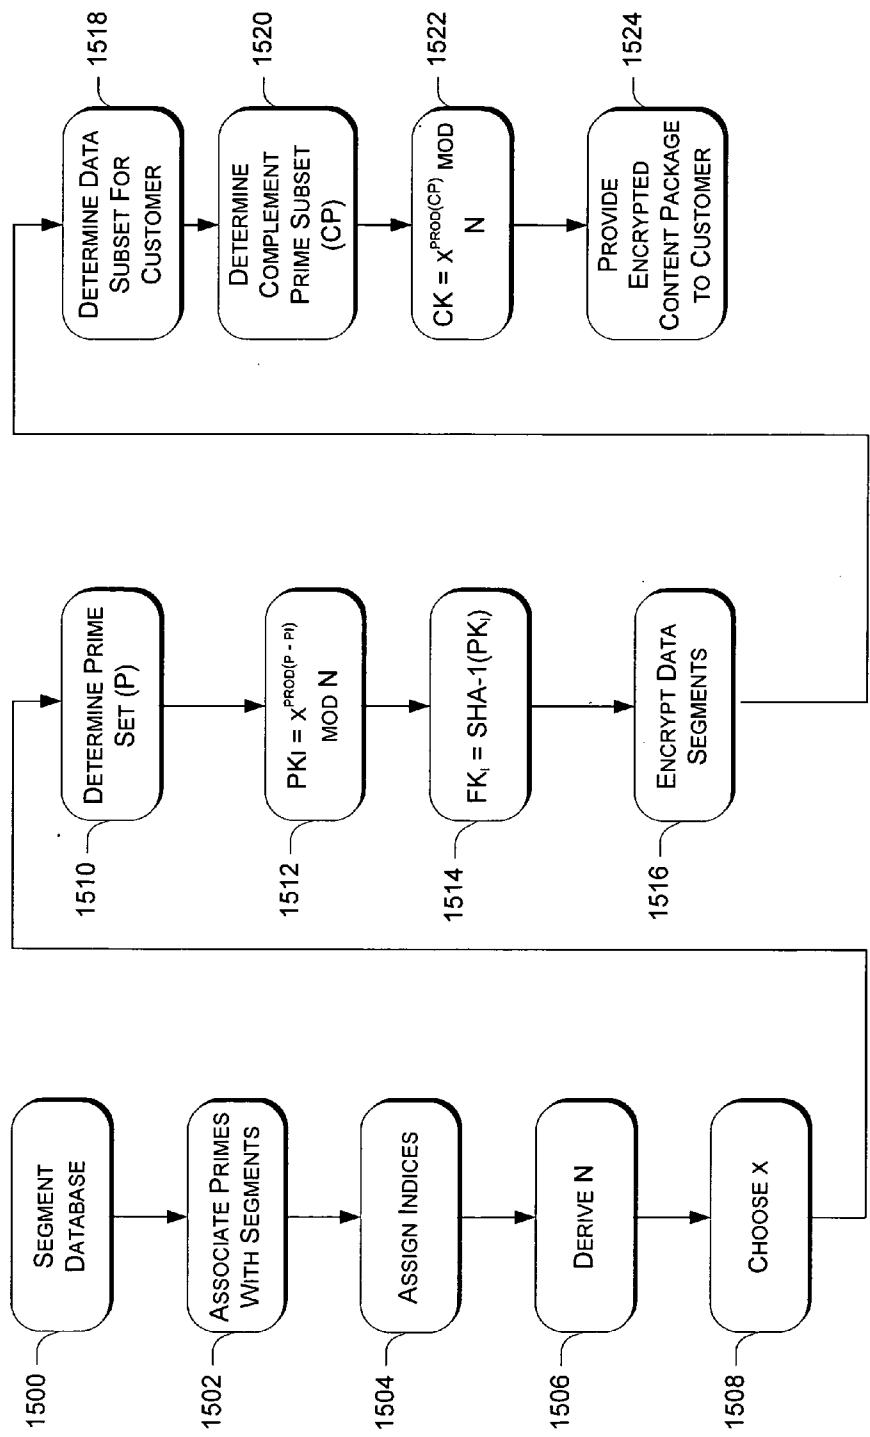 1500
SEGMENT
DATABASE
1502
ASSOCIATE PRIMES
WITH SEGMENTS
1504
ASSIGN INDICES
1506
DERIVE N
1508
CHOOSE X
1510
DETERMINE PRIME
SET (P)
1512
PKI = X^PROD(P - PI)
MOD N
1514
FK_I = SHA-1(PK_I)
1516
ENCRYPT DATA
SEGMENTS
1518
DETERMINE DATA
SUBSET FOR
CUSTOMER
1520
DETERMINE
COMPLEMENT
PRIME SUBSET
(CP)
1522
CK = X^PROD(CP) MOD
N
1524
PROVIDE
ENCRYPTED
CONTENT PACKAGE
TO CUSTOMER